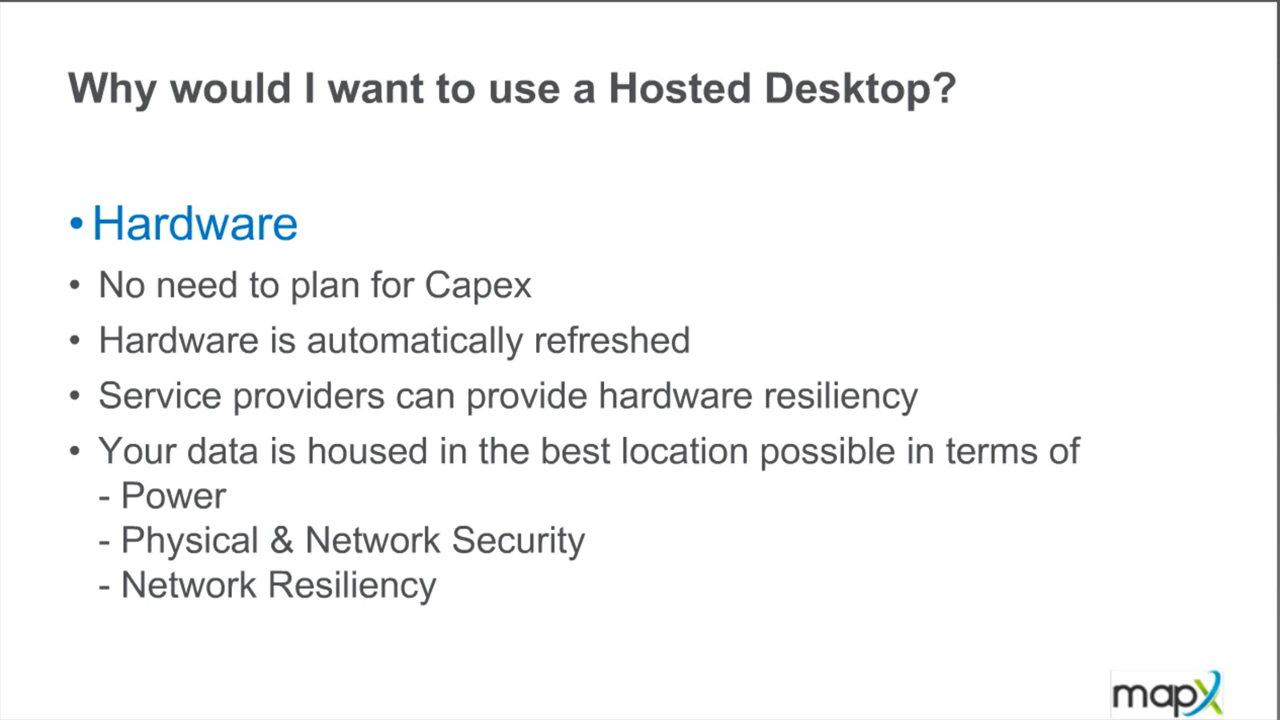 Why would I want to use a Hosted Desktop?
• Hardware
• No need to plan for Capex
• Hardware is automatically refreshed
• Service providers can provide hardware resiliency
• Your data is housed in the best location possible in terms of
- Power
- Physical & Network Security
- Network Resiliency
mapx